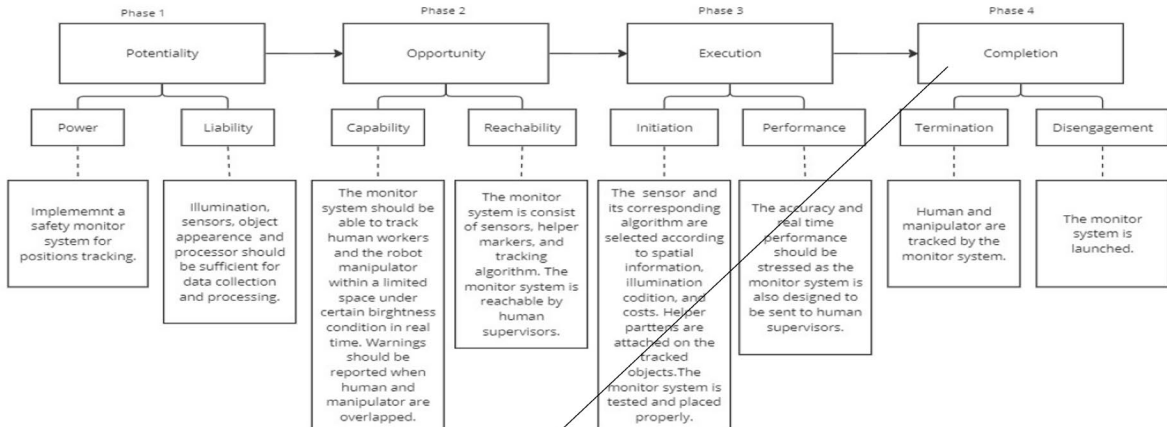 Phase 1
Phase 2
Phase 3
Phase 4
Potentiality
Opportunity
Execution
Completion
Power
Liability
Capability
Reachability
Initiation
Performance
Termination
Disengagement
Implememnt a
safety monitor
system for
positions tracking.
Illumination,
sensors, object
appearence and
processor should
be sufficient for
data collection
and processing.
The monitor
system should be
able to track
human workers
and the robot
manipulator
within a limited
space under
certain birghtness
condition in real
time. Warnings
should be
reported when
human and
manipulator are
overlapped.
The monitor
system is consist
of sensors, helper
markers, and
tracking
algorithm. The
monitor system is
reachable by
human
supervisors.
The sensor and
its corresponding
algorithm are
selected according
to spatial
information,
illumination
codition, and
costs. Helper
parttens are
attached on the
tracked
objects.The
monitor system is
tested and placed
properly.
The accuracy and
real time
performance
should be
stressed as the
monitor system is
also designed to
be sent to human
supervisors.
Human and
manipulator are
tracked by the
monitor system.
The monitor
system is
launched.